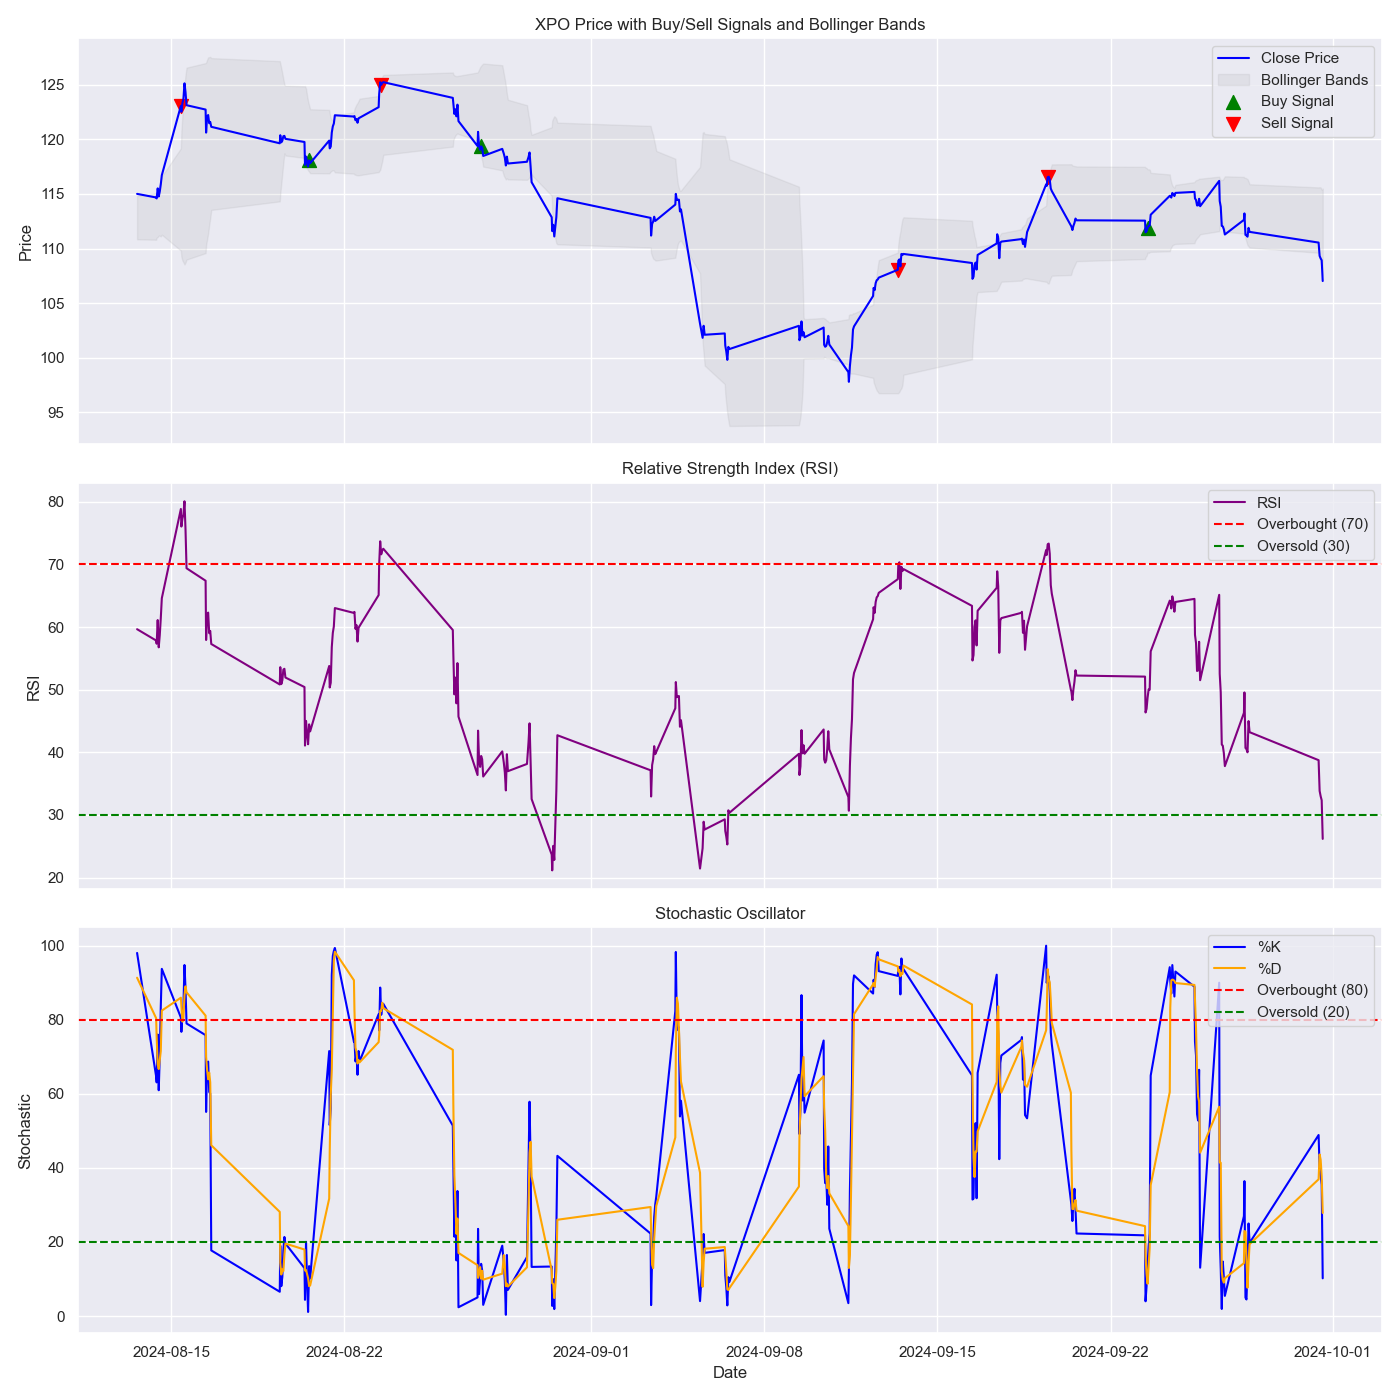 XPO Price with Buy/Sell Signals and Bollinger Bands
Close Price
Bollinger Bands
Buy Signal
Sell Signal
Price
125
120
115
110
105
100
95
Relative Strength Index (RSI)
RSI
Overbought (70)
Oversold (30)
RSI
80
70
60
50
40
30
20
Stochastic Oscillator
%K
%D
Overbought (80)
Oversold (20)
Stochastic
100
80
60
40
20
0
2024-08-15 2024-08-22 2024-09-01 2024-09-08 2024-09-15 2024-09-22 2024-10-01
Date